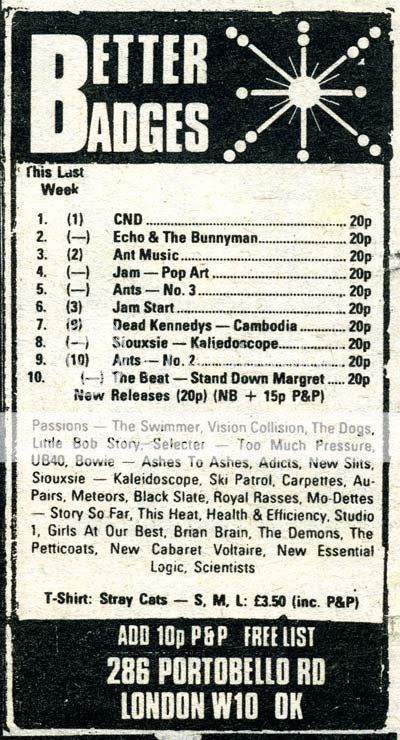 BETTER
BADGES
This Last
Week
1. (1) CND ................ 20p
2. (—) Echo & The Bunnyman ................ 20p
3. (2) Ant Music ................ 20p
4. (—) Jam — Pop Art ................ 20p
5. (—) Ants — No. 3 ................ 20p
6. (3) Jam Start ................ 20p
7. (9) Dead Kennedys — Cambodia ................ 20p
8. (—) Siouxsie — Kaliedoscope ................ 20p
9. (10) Ants — No. 2 ................ 20p
10. (—) The Beat — Stand Down Margret ..... 20p
New Releases (20p) (NB + 15p P&P)
Passions — The Swimmer, Vision Collision, The Dogs,
Little Bob Story, Selecter — Too Much Pressure,
UB40, Bowie — Ashes To Ashes, Adicts, New Slits,
Siouxsie — Kaleidoscope, Ski Patrol, Carpettes, Au-
Pairs, Meteors, Black Slate, Royal Rasses, Mo-Dettes
— Story So Far, This Heat, Health & Efficiency, Studio
1, Girls At Our Best, Brian Brain, The Demons, The
Petticoats, New Cabaret Voltaire, New Essential
Logic, Scientists
T-Shirt: Stray Cats — S, M, L: £3.50 (inc. P&P)
ADD 10p P&P FREE LIST
286 PORTOBELLO RD
LONDON W10 OK